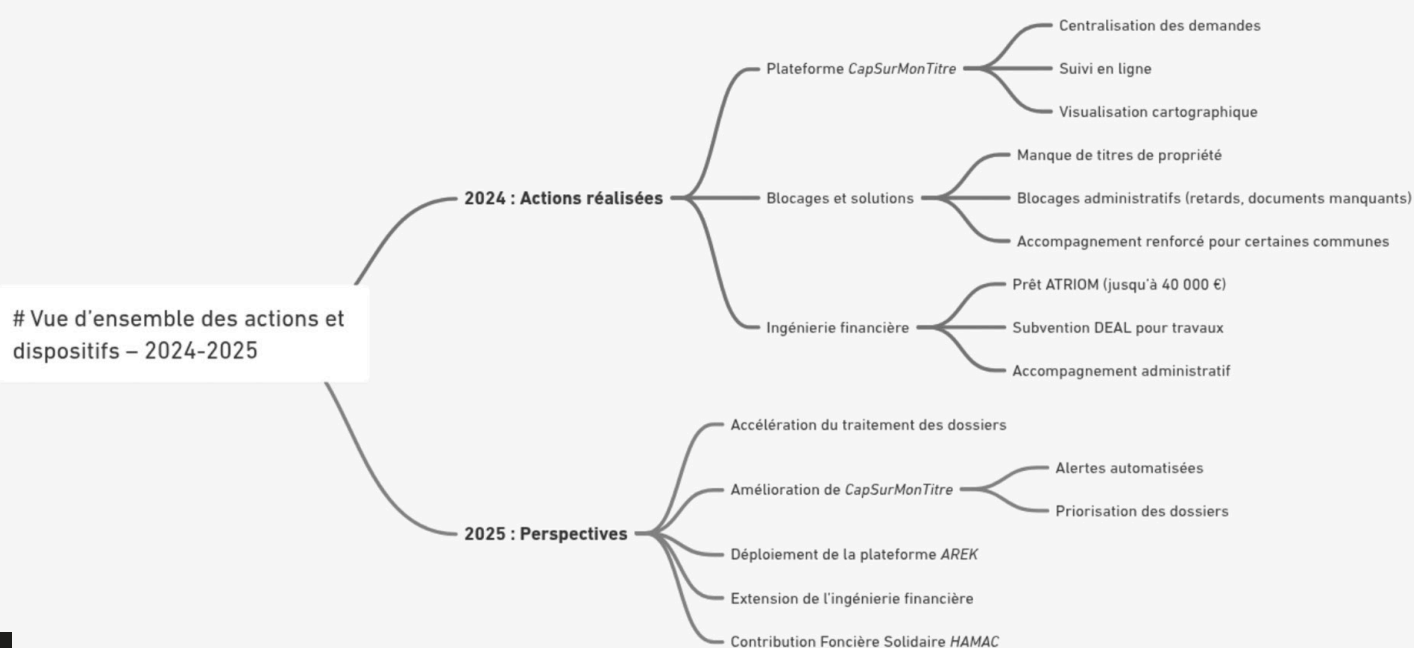 # Vue d'ensemble des actions et
dispositifs – 2024-2025
2024 : Actions réalisées
Plateforme CapSurMonTitre
Centralisation des demandes
Suivi en ligne
Visualisation cartographique
Blocages et solutions
Manque de titres de propriété
Blocages administratifs (retards, documents manquants)
Accompagnement renforcé pour certaines communes
Ingénierie financière
Prêt ATRIOM (jusqu'à 40 000 €)
Subvention DEAL pour travaux
Accompagnement administratif
2025 : Perspectives
Accélération du traitement des dossiers
Amélioration de CapSurMonTitre
Alertes automatisées
Priorisation des dossiers
Déploiement de la plateforme AREK
Extension de l'ingénierie financière
Contribution Foncière Solidaire HAMAC